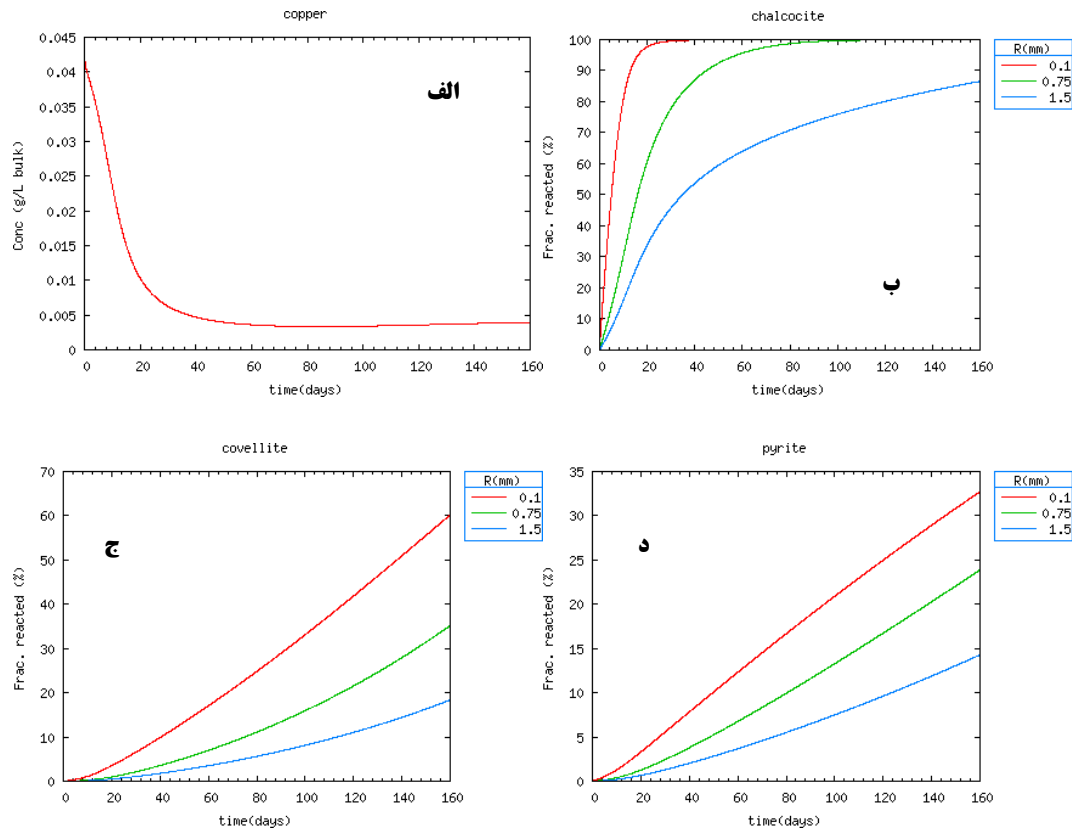 copper
0.045
0.04
0.035
0.03
0.025
0.02
0.015
0.01
0.005
0
Conc (g/L bulk)
الف
0 20 40 60 80 100 120 140 160
time(days)
chalcocite
100
90
80
70
60
50
40
30
20
10
0
Frac. reacted (%)
ب
0 20 40 60 80 100 120 140 160
time(days)
R(mm)
0.1
0.75
1.5
covellite
70
60
50
40
30
20
10
0
Frac. reacted (%)
ج
0 20 40 60 80 100 120 140 160
time(days)
R(mm)
0.1
0.75
1.5
pyrite
35
30
25
20
15
10
5
0
Frac. reacted (%)
د
0 20 40 60 80 100 120 140 160
time(days)
R(mm)
0.1
0.75
1.5